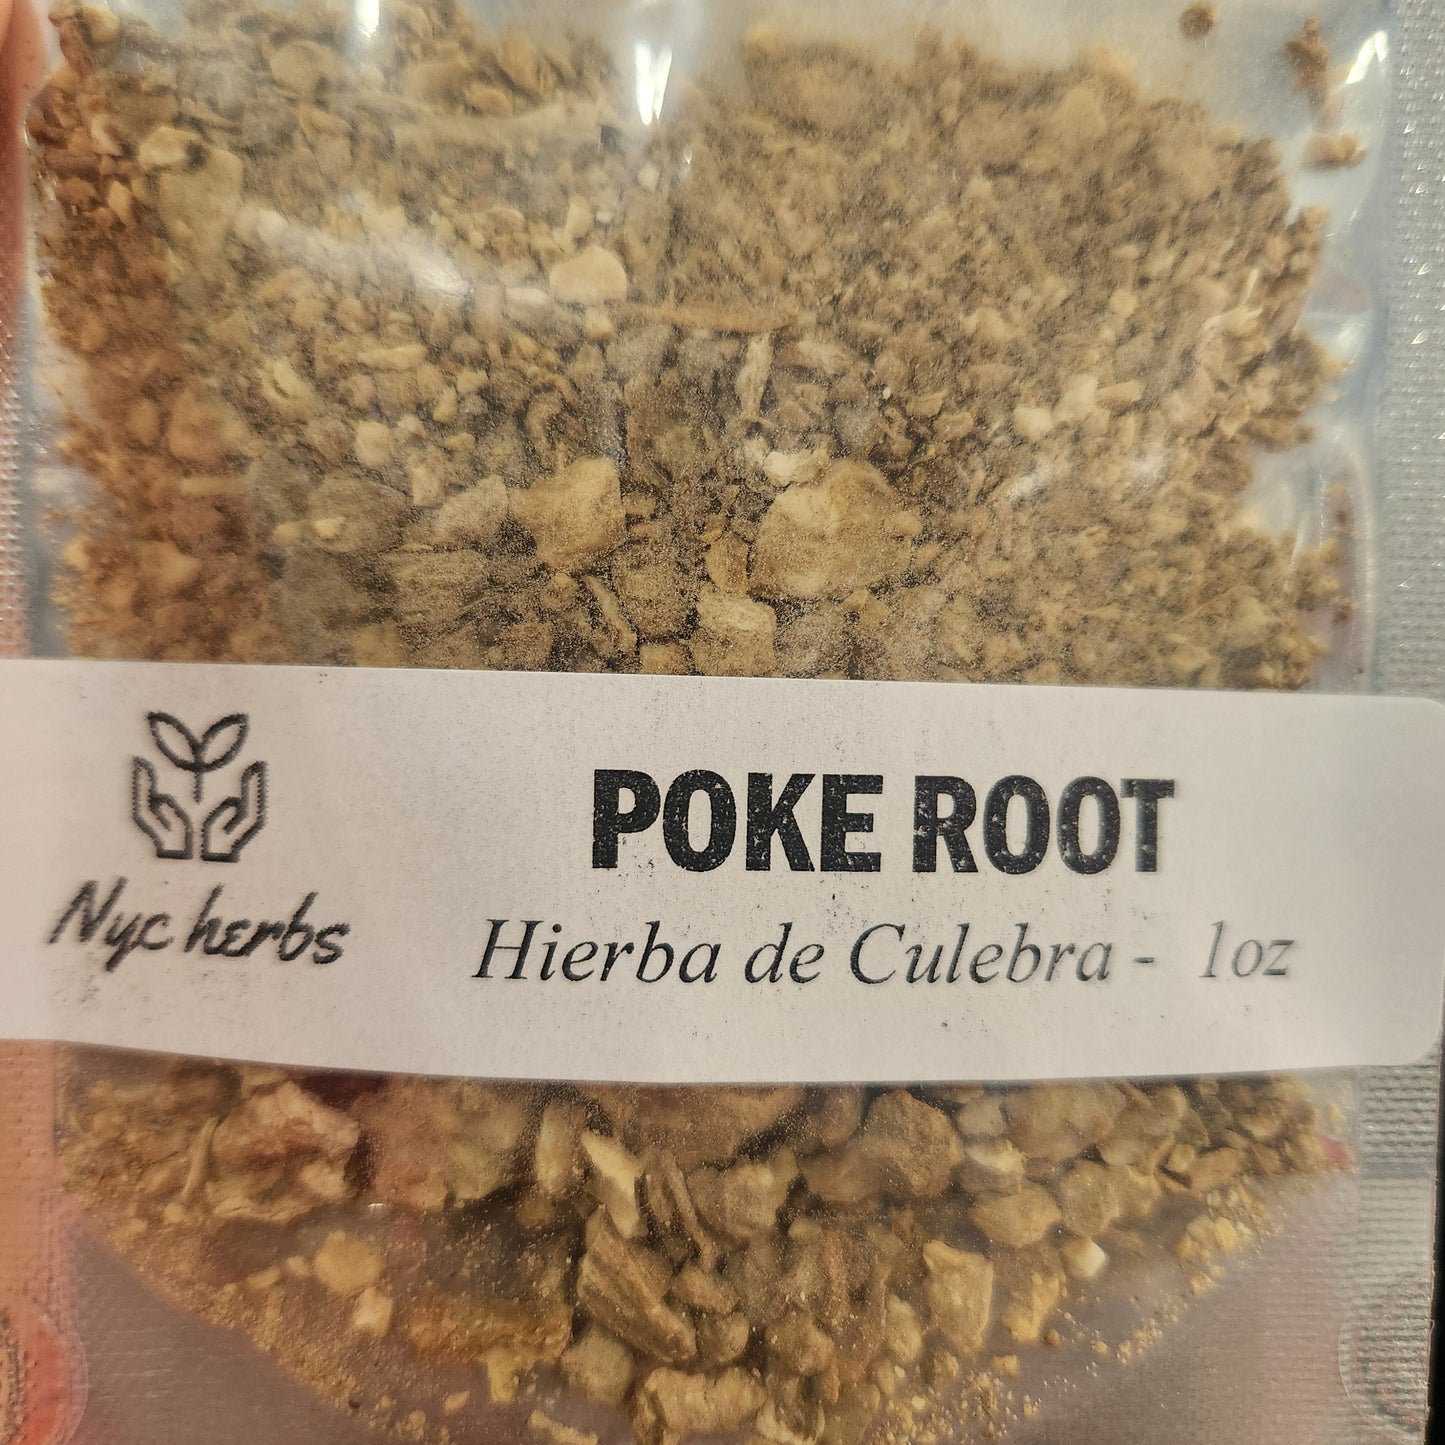 POKE ROOT
Nyc herbs
Hierba de Culebra - 1oz